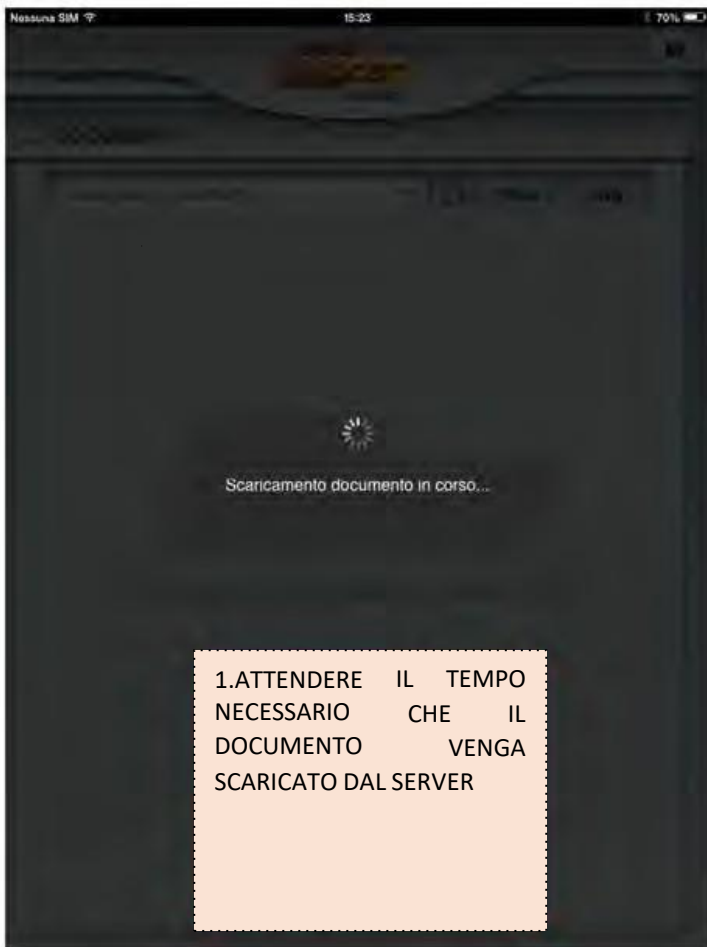 Nessuna SIM 15:23 70%
Scaricamento documento in corso...
1.ATTENDERE IL TEMPO
NECESSARIO CHE IL
DOCUMENTO VENGA
SCARICATO DAL SERVER